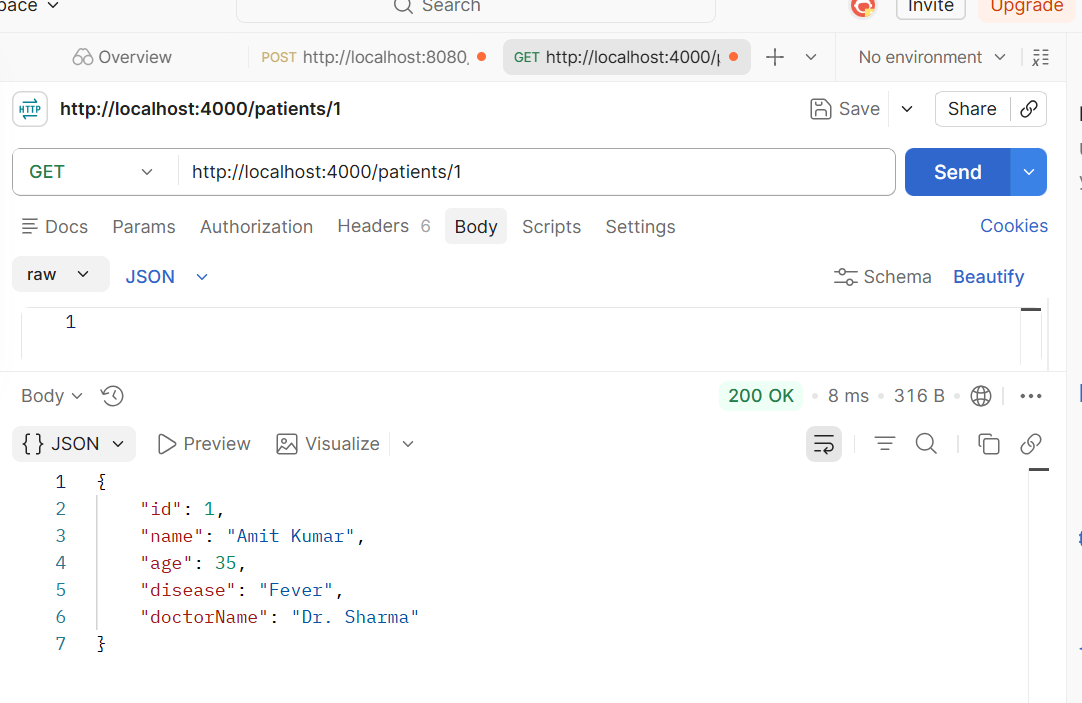 pace Search Invite Upgrade
Overview POST http://localhost:8080, GET http://localhost:4000/p No environment
HTTP http://localhost:4000/patients/1 Save Share
GET http://localhost:4000/patients/1 Send
Docs Params Authorization Headers 6 Body Scripts Settings Cookies
raw JSON Schema Beautify
1
Body 200 OK • 8 ms • 316 B •
{} JSON Preview Visualize
1 {
2 "id": 1,
3 "name": "Amit Kumar",
4 "age": 35,
5 "disease": "Fever",
6 "doctorName": "Dr. Sharma"
7 }